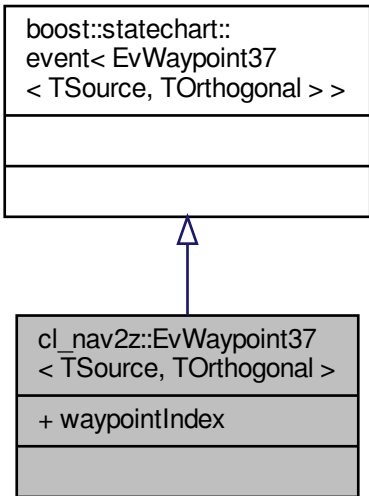 boost::statechart::
event< EvWaypoint37
< TSource, TOrthogonal > >
cl_nav2z::EvWaypoint37
< TSource, TOrthogonal >
+ waypointIndex